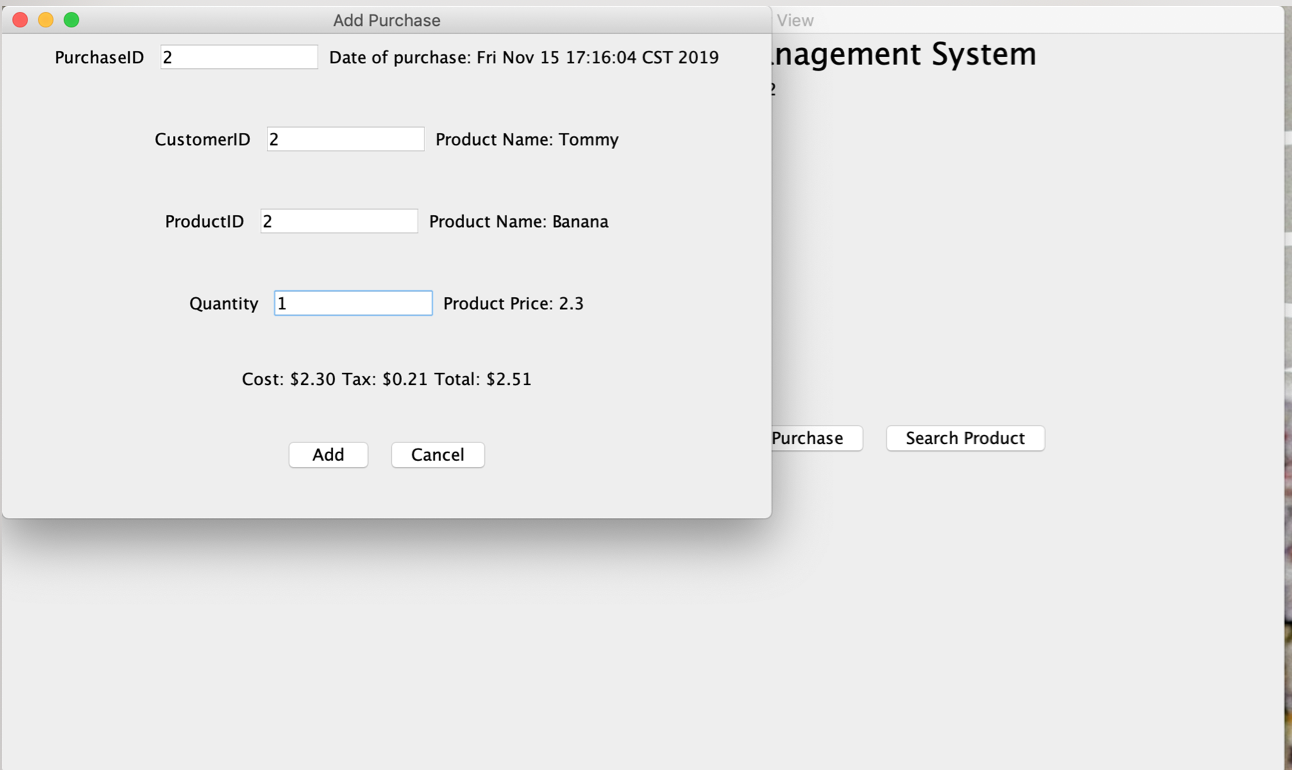 Add Purchase
View
PurchaseID 2 Date of purchase: Fri Nov 15 17:16:04 CST 2019
nagement System
2
CustomerID 2 Product Name: Tommy
ProductID 2 Product Name: Banana
Quantity 1 Product Price: 2.3
Cost: $2.30 Tax: $0.21 Total: $2.51
Purchase
Search Product
Add
Cancel